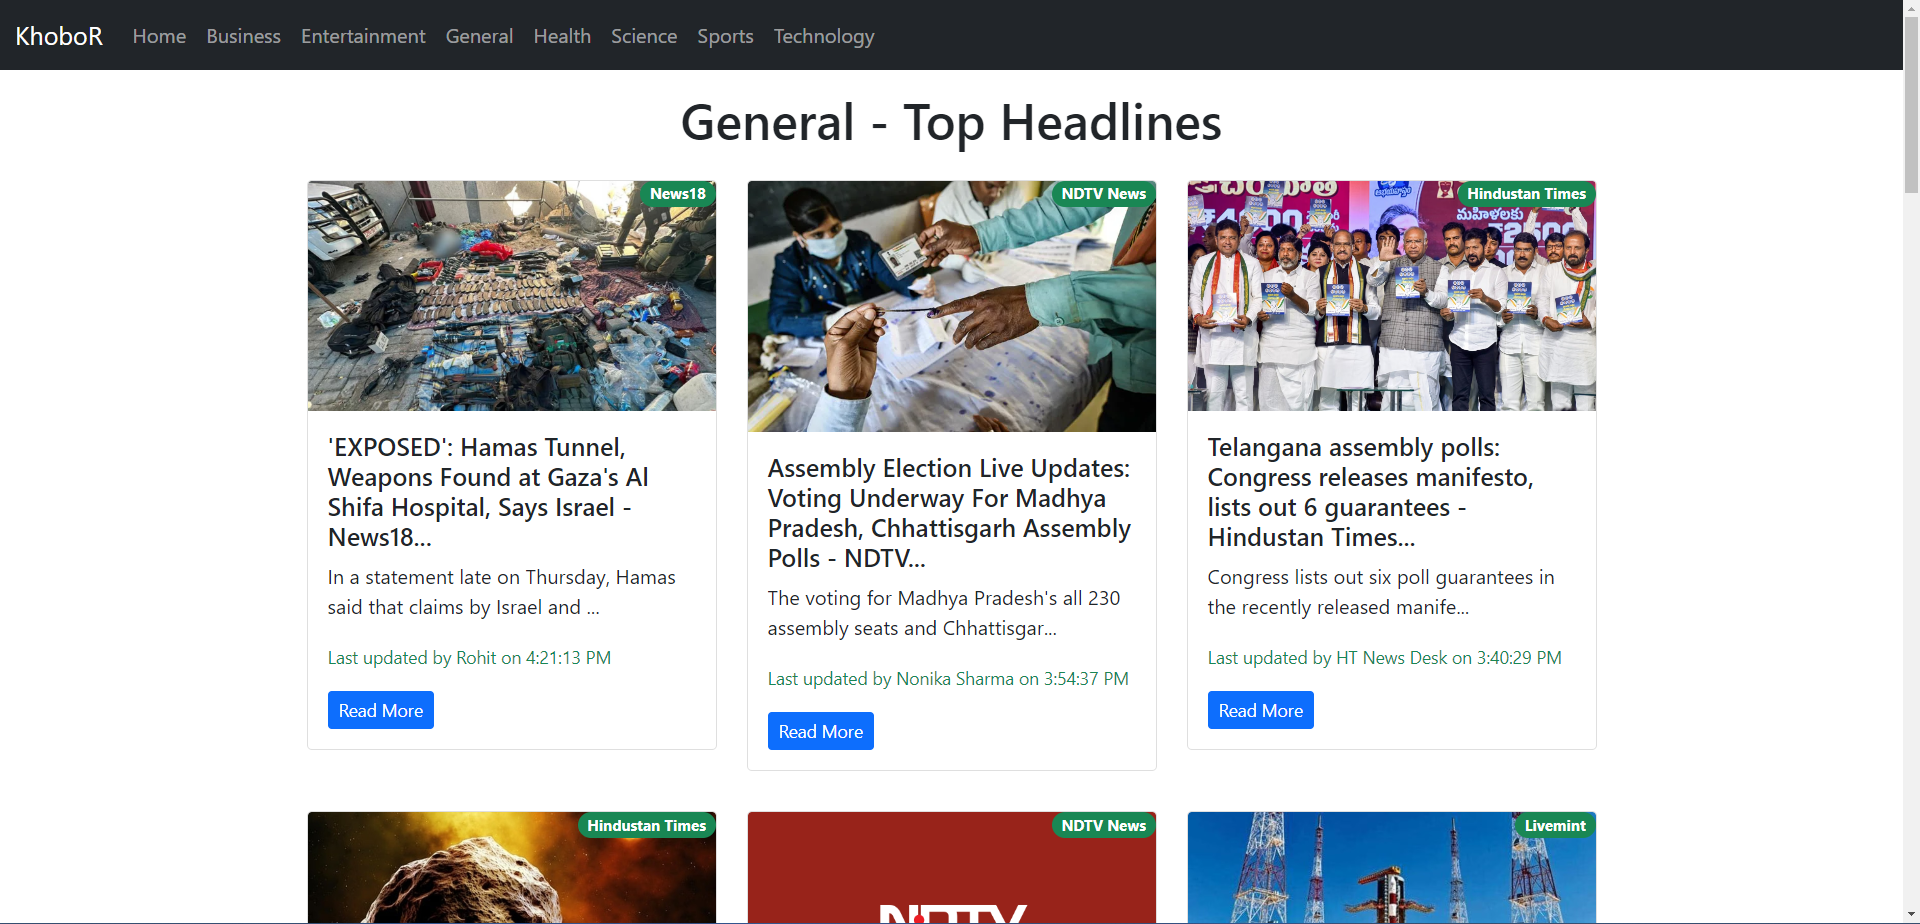 KhoboR Home Business Entertainment General Health Science Sports Technology
General - Top Headlines
News18
'EXPOSED': Hamas Tunnel,
Weapons Found at Gaza's Al
Shifa Hospital, Says Israel -
News18...
In a statement late on Thursday, Hamas
said that claims by Israel and ...
Last updated by Rohit on 4:21:13 PM
Read More
NDTV News
Assembly Election Live Updates:
Voting Underway For Madhya
Pradesh, Chhattisgarh Assembly
Polls - NDTV...
The voting for Madhya Pradesh's all 230
assembly seats and Chhattisgar...
Last updated by Nonika Sharma on 3:54:37 PM
Read More
Hindustan Times
మహిళలకు
Telangana assembly polls:
Congress releases manifesto,
lists out 6 guarantees -
Hindustan Times...
Congress lists out six poll guarantees in
the recently released manife...
Last updated by HT News Desk on 3:40:29 PM
Read More
Hindustan Times
NDTV News
NDTV
Livemint